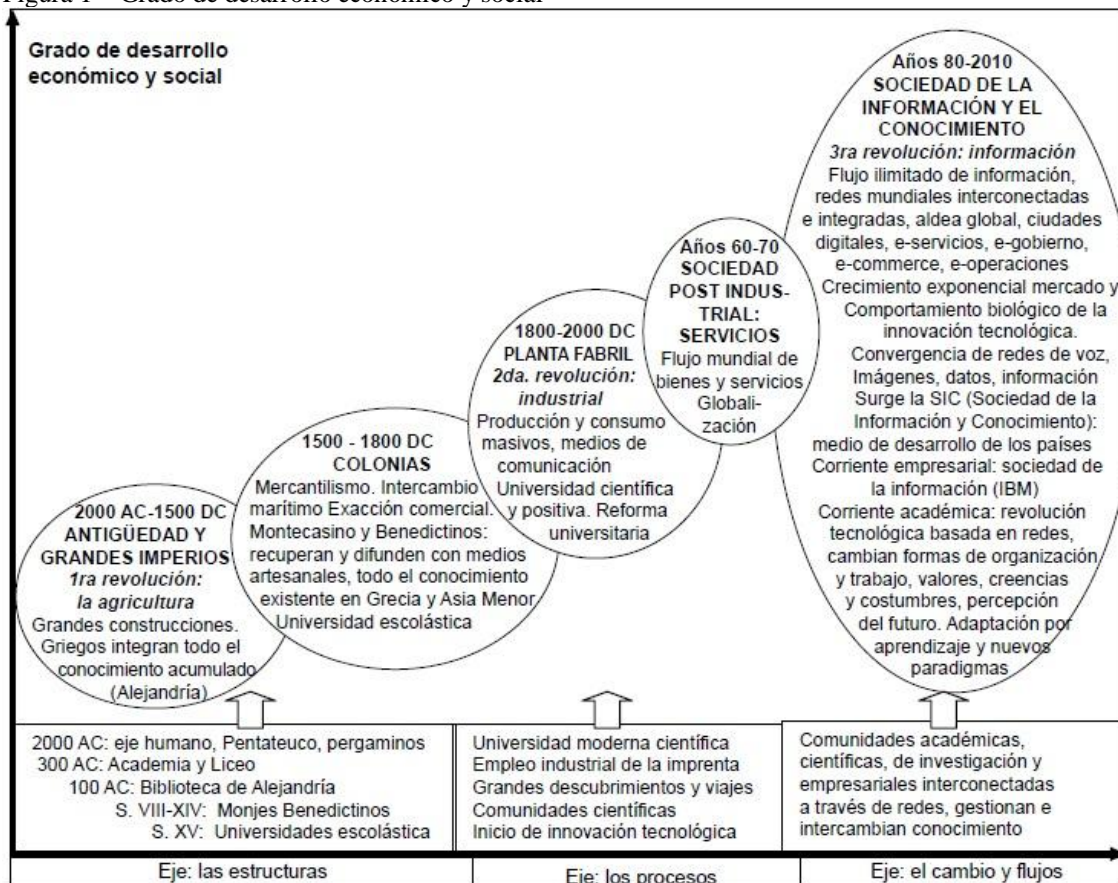 Figura 1 – Grado de desarrollo económico y social
Grado de desarrollo
económico y social
2000 AC-1500 DC
ANTIGÜEDAD Y
GRANDES IMPERIOS
1ra revolución:
la agricultura
Grandes construcciones.
Griegos integran todo el
conocimiento acumulado
(Alejandría)
1500 - 1800 DC
COLONIAS
Mercantilismo. Intercambio
marítimo Exacción comercial.
Montecasino y Benedictinos:
recuperan y difunden con medios
artesanales, todo el conocimiento
existente en Grecia y Asia Menor
Universidad escolástica
1800-2000 DC
PLANTA FABRIL
2da. revolución:
industrial
Producción y consumo
masivos, medios de
comunicación
Universidad científica
y positiva. Reforma
universitaria
Años 60-70
SOCIEDAD
POST INDUS-
TRIAL:
SERVICIOS
Flujo mundial de
bienes y servicios
Globali-
zación
Años 80-2010
SOCIEDAD DE LA
INFORMACIÓN Y EL
CONOCIMIENTO
3ra revolución: información
Flujo ilimitado de información,
redes mundiales interconectadas
e integradas, aldea global, ciudades
digitales, e-servicios, e-gobierno,
e-commerce, e-operaciones
Crecimiento exponencial mercado y
Comportamiento biológico de la
innovación tecnológica.
Convergencia de redes de voz,
Imágenes, datos, información
Surge la SIC (Sociedad de la
Información y Conocimiento):
medio de desarrollo de los países
Corriente empresarial: sociedad de
la información (IBM)
Corriente académica: revolución
tecnológica basada en redes,
cambian formas de organización
y trabajo, valores, creencias
y costumbres, percepción
del futuro. Adaptación por
aprendizaje y nuevos
paradigmas
2000 AC: eje humano, Pentateuco, pergaminos
300 AC: Academia y Liceo
100 AC: Biblioteca de Alejandría
S. VIII-XIV: Monjes Benedictinos
S. XV: Universidades escolástica
Universidad moderna científica
Empleo industrial de la imprenta
Grandes descubrimientos y viajes
Comunidades científicas
Inicio de innovación tecnológica
Comunidades académicas,
científicas, de investigación y
empresariales interconectadas
a través de redes, gestionan e
intercambian conocimiento
Eje: las estructuras
Eje: los procesos
Eje: el cambio y flujos